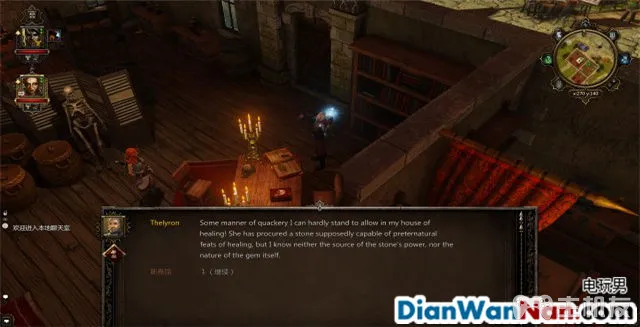 x:270 y:140
欢迎进入本地聊天室
Thelyron
Some manner of quackery I can hardly stand to allow in my house of
healing! She has procured a stone supposedly capable of preternatural
feats of healing, but I know neither the source of the stone's power, nor the
nature of the gem itself.
1 (继续)
电玩男
DianWanNan.com